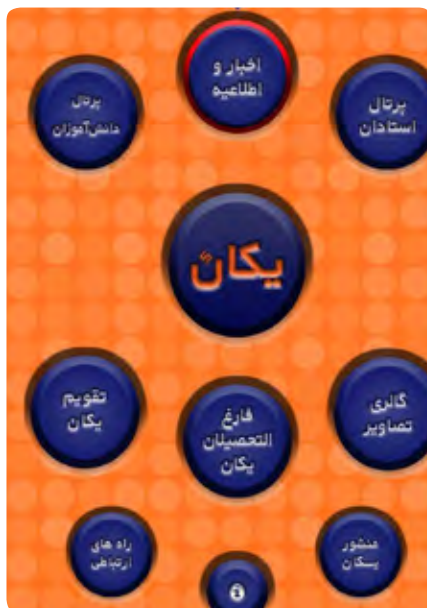 اخبار و
اطلاعیه
پرتال
استادان
پرتال
دانش‌آموزان
یکان
گالری
تصاویر
فارغ
التحصیلان
یکان
تقویم
یکان
منشور
یکان
راه های
ارتباطی